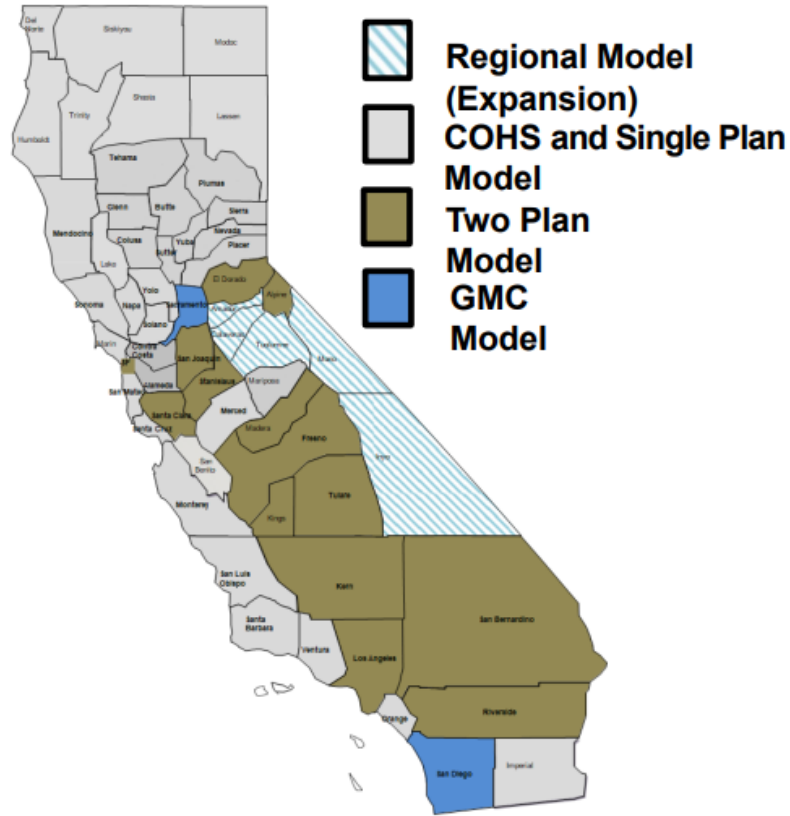 Del
Norte
Siskiyou
Modoc
Humboldt
Trinity
Shasta
Lassen
Tehama
Plumas
Mendocino
Glenn
Butte
Sierra
Nevada
Colusa
Yuba
Sutter
Placer
Lake
Yolo
El Dorado
Sonoma
Napa
Sacramento
Alpine
Solano
Amador
Calaveras
Marin
Contra
Costa
San Joaquin
Tuolumne
Mono
SF
Alameda
Stanislaus
Mariposa
San Mateo
Santa Clara
Merced
Santa Cruz
Madera
Fresno
San
Benito
Inyo
Monterey
Kings
Tulare
San Luis
Obispo
Kern
San Bernardino
Santa
Barbara
Ventura
Los Angeles
Orange
Riverside
San Diego
Imperial
Regional Model
(Expansion)
COHS and Single Plan
Model
Two Plan
Model
GMC
Model